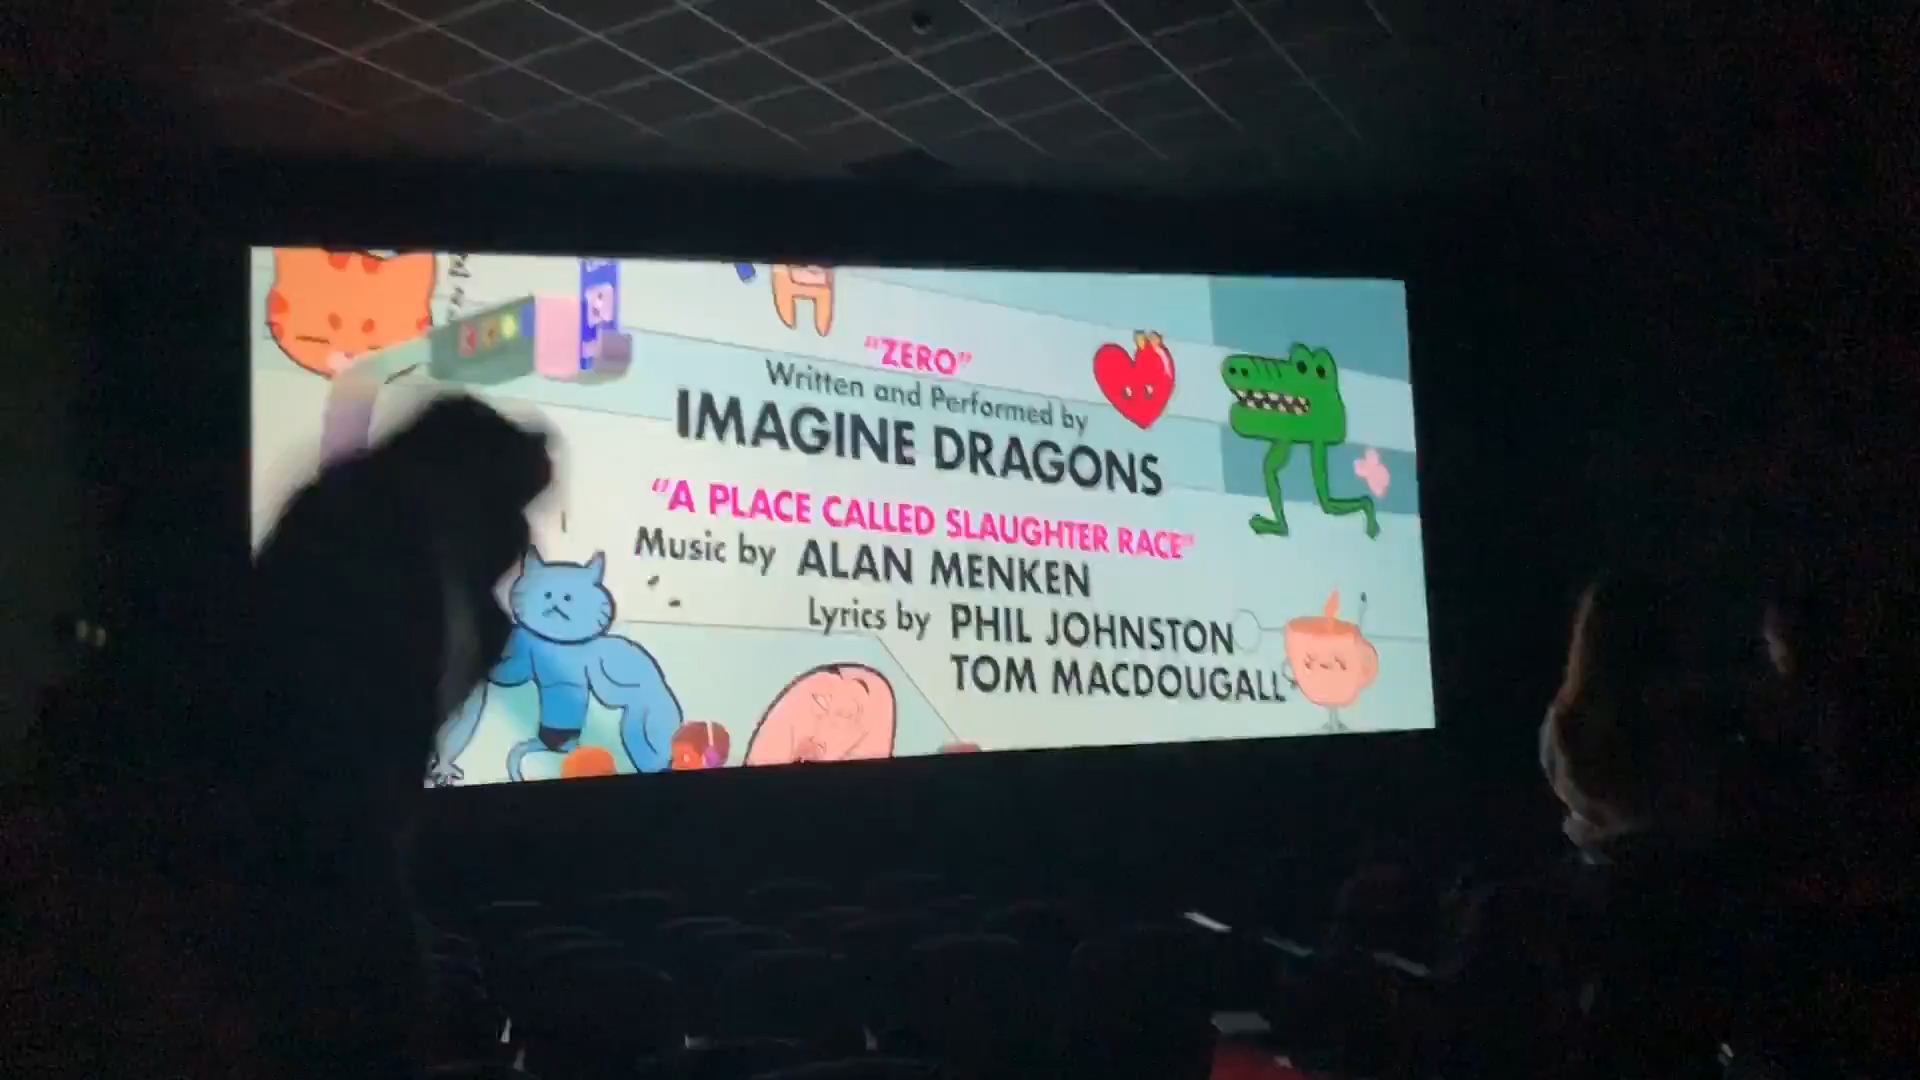 “ZERO”
Written and Performed by
IMAGINE DRAGONS
“A PLACE CALLED SLAUGHTER RACE”
Music by ALAN MENKEN
Lyrics by PHIL JOHNSTON
TOM MACDOUGALL